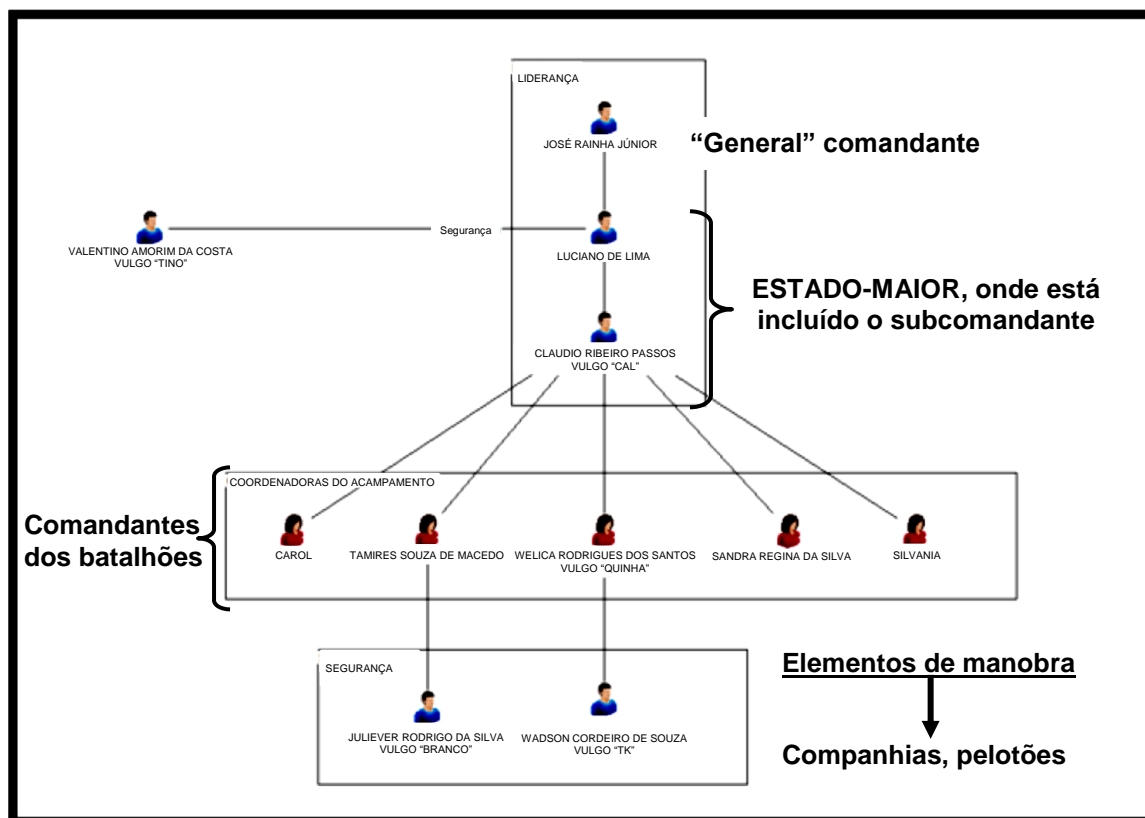 LIDERANÇA
JOSÉ RAINHA JÚNIOR
“General” comandante
Segurança
VALENTINO AMORIM DA COSTA
VULGO “TINO”
LUCIANO DE LIMA
ESTADO-MAIOR, onde está
incluído o subcomandante
CLAUDIO RIBEIRO PASSOS
VULGO “CAL”
COORDENADORAS DO ACAMPAMENTO
Comandantes
dos batalhões
CAROL
TAMIRES SOUZA DE MACEDO
WELICA RODRIGUES DOS SANTOS
VULGO “QUINHA”
SANDRA REGINA DA SILVA
SILVANIA
SEGURANÇA
JULIEVER RODRIGO DA SILVA
VULGO “BRANCO”
WADSON CORDEIRO DE SOUZA
VULGO “TK”
Elementos de manobra
Companhias, pelotões